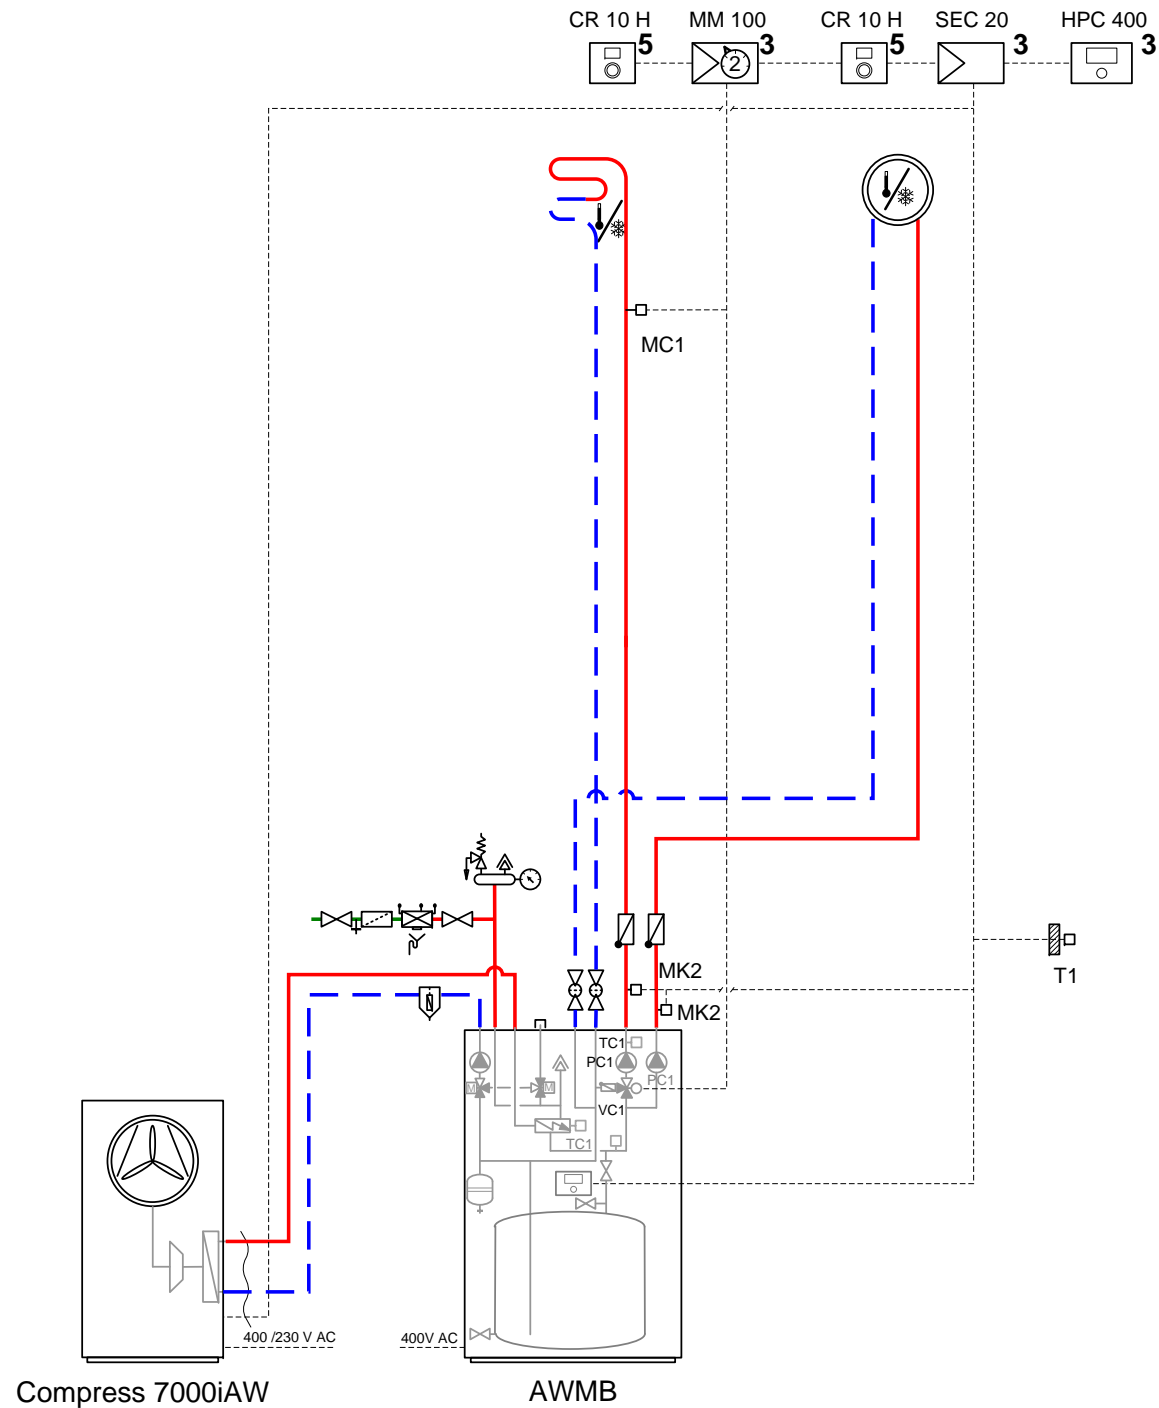 CR 10 H MM 100 CR 10 H SEC 20 HPC 400
5 3 5 3 3
2
MC1
MK2
T1
MK2
TC1
PC1
PC1
M M
VC1
TC1
400 /230 V AC
400V AC
Compress 7000iAW
AWMB